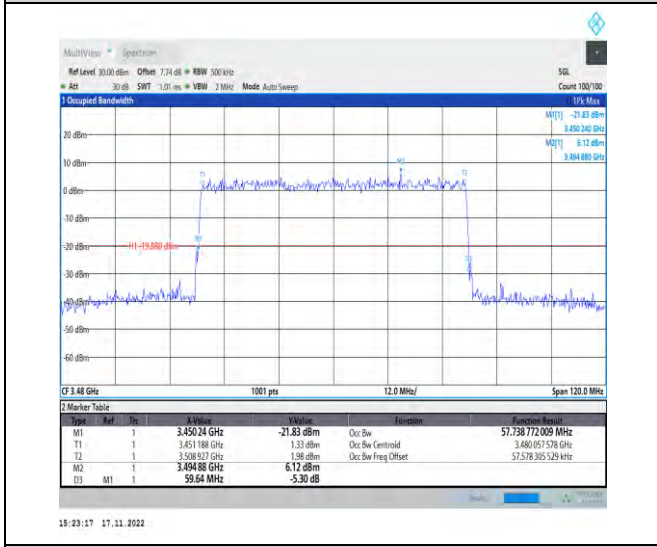 MultiView Spectrum
Ref Level 30.00 dBm Offset 7.74 dB RBW 500 kHz SGL
Att 30 dB SWT 1.01 ms VBW 2 MHz Mode Auto Sweep Count 100/100
1 Occupied Bandwidth 1Pk Max
M1[1] -21.83 dBm
3.450 240 GHz
M2[1] 6.12 dBm
3.494 880 GHz
20 dBm
10 dBm
M2
T1 T2
0 dBm
-10 dBm
M1
-20 dBm H1 -19.880 dBm
D3
-30 dBm
-40 dBm
-50 dBm
-60 dBm
CF 3.48 GHz 1001 pts 12.0 MHz/ Span 120.0 MHz
2 Marker Table
Type Ref Trc X-Value Y-Value Function Function Result
M1 1 3.450 24 GHz -21.83 dBm Occ Bw 57.738 772 009 MHz
T1 1 3.451 188 GHz 1.33 dBm Occ Bw Centroid 3.480 057 578 GHz
T2 1 3.508 927 GHz 1.98 dBm Occ Bw Freq Offset 57.578 305 529 kHz
M2 1 3.494 88 GHz 6.12 dBm
D3 M1 1 59.64 MHz -5.30 dB
15:23:17 17.11.2022